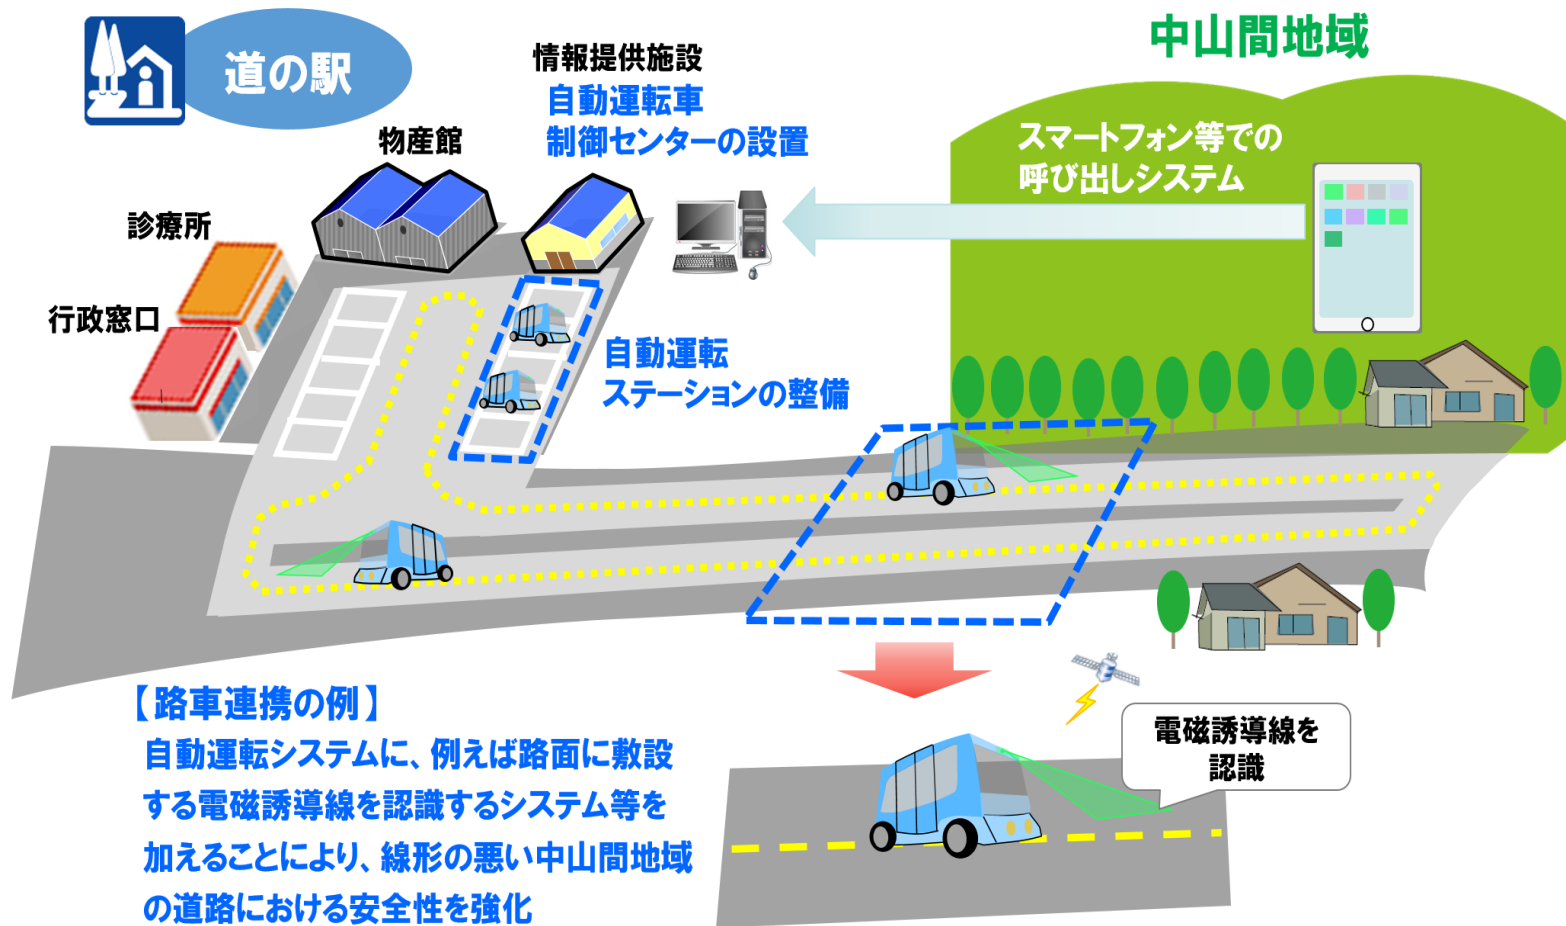 道の駅
情報提供施設
自動運転車
制御センターの設置
中山間地域
物産館
スマートフォン等での
呼び出しシステム
診療所
行政窓口
自動運転
ステーションの整備
【路車連携の例】
自動運転システムに、例えば路面に敷設
する電磁誘導線を認識するシステム等を
加えることにより、線形の悪い中山間地域
の道路における安全性を強化
電磁誘導線を
認識